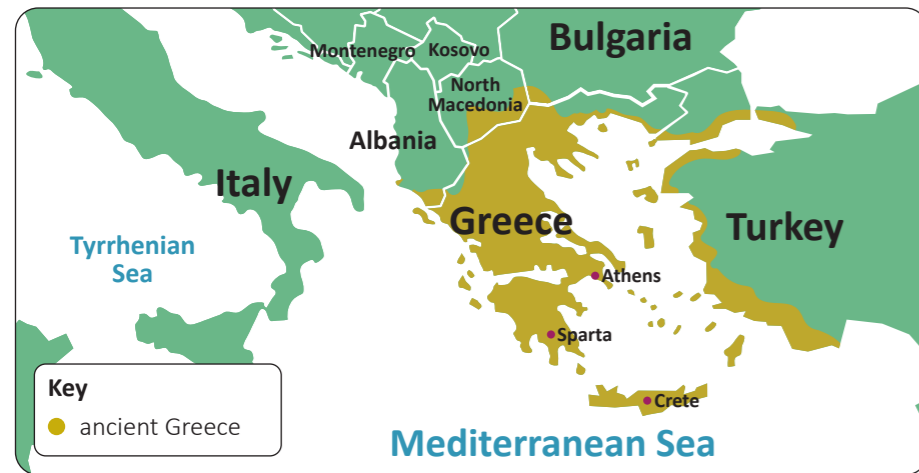 Bulgaria
Montenegro
Kosovo
North
Macedonia
Albania
Italy
Greece
Turkey
Tyrrhenian
Sea
Athens
Sparta
Crete
Key
ancient Greece
Mediterranean Sea